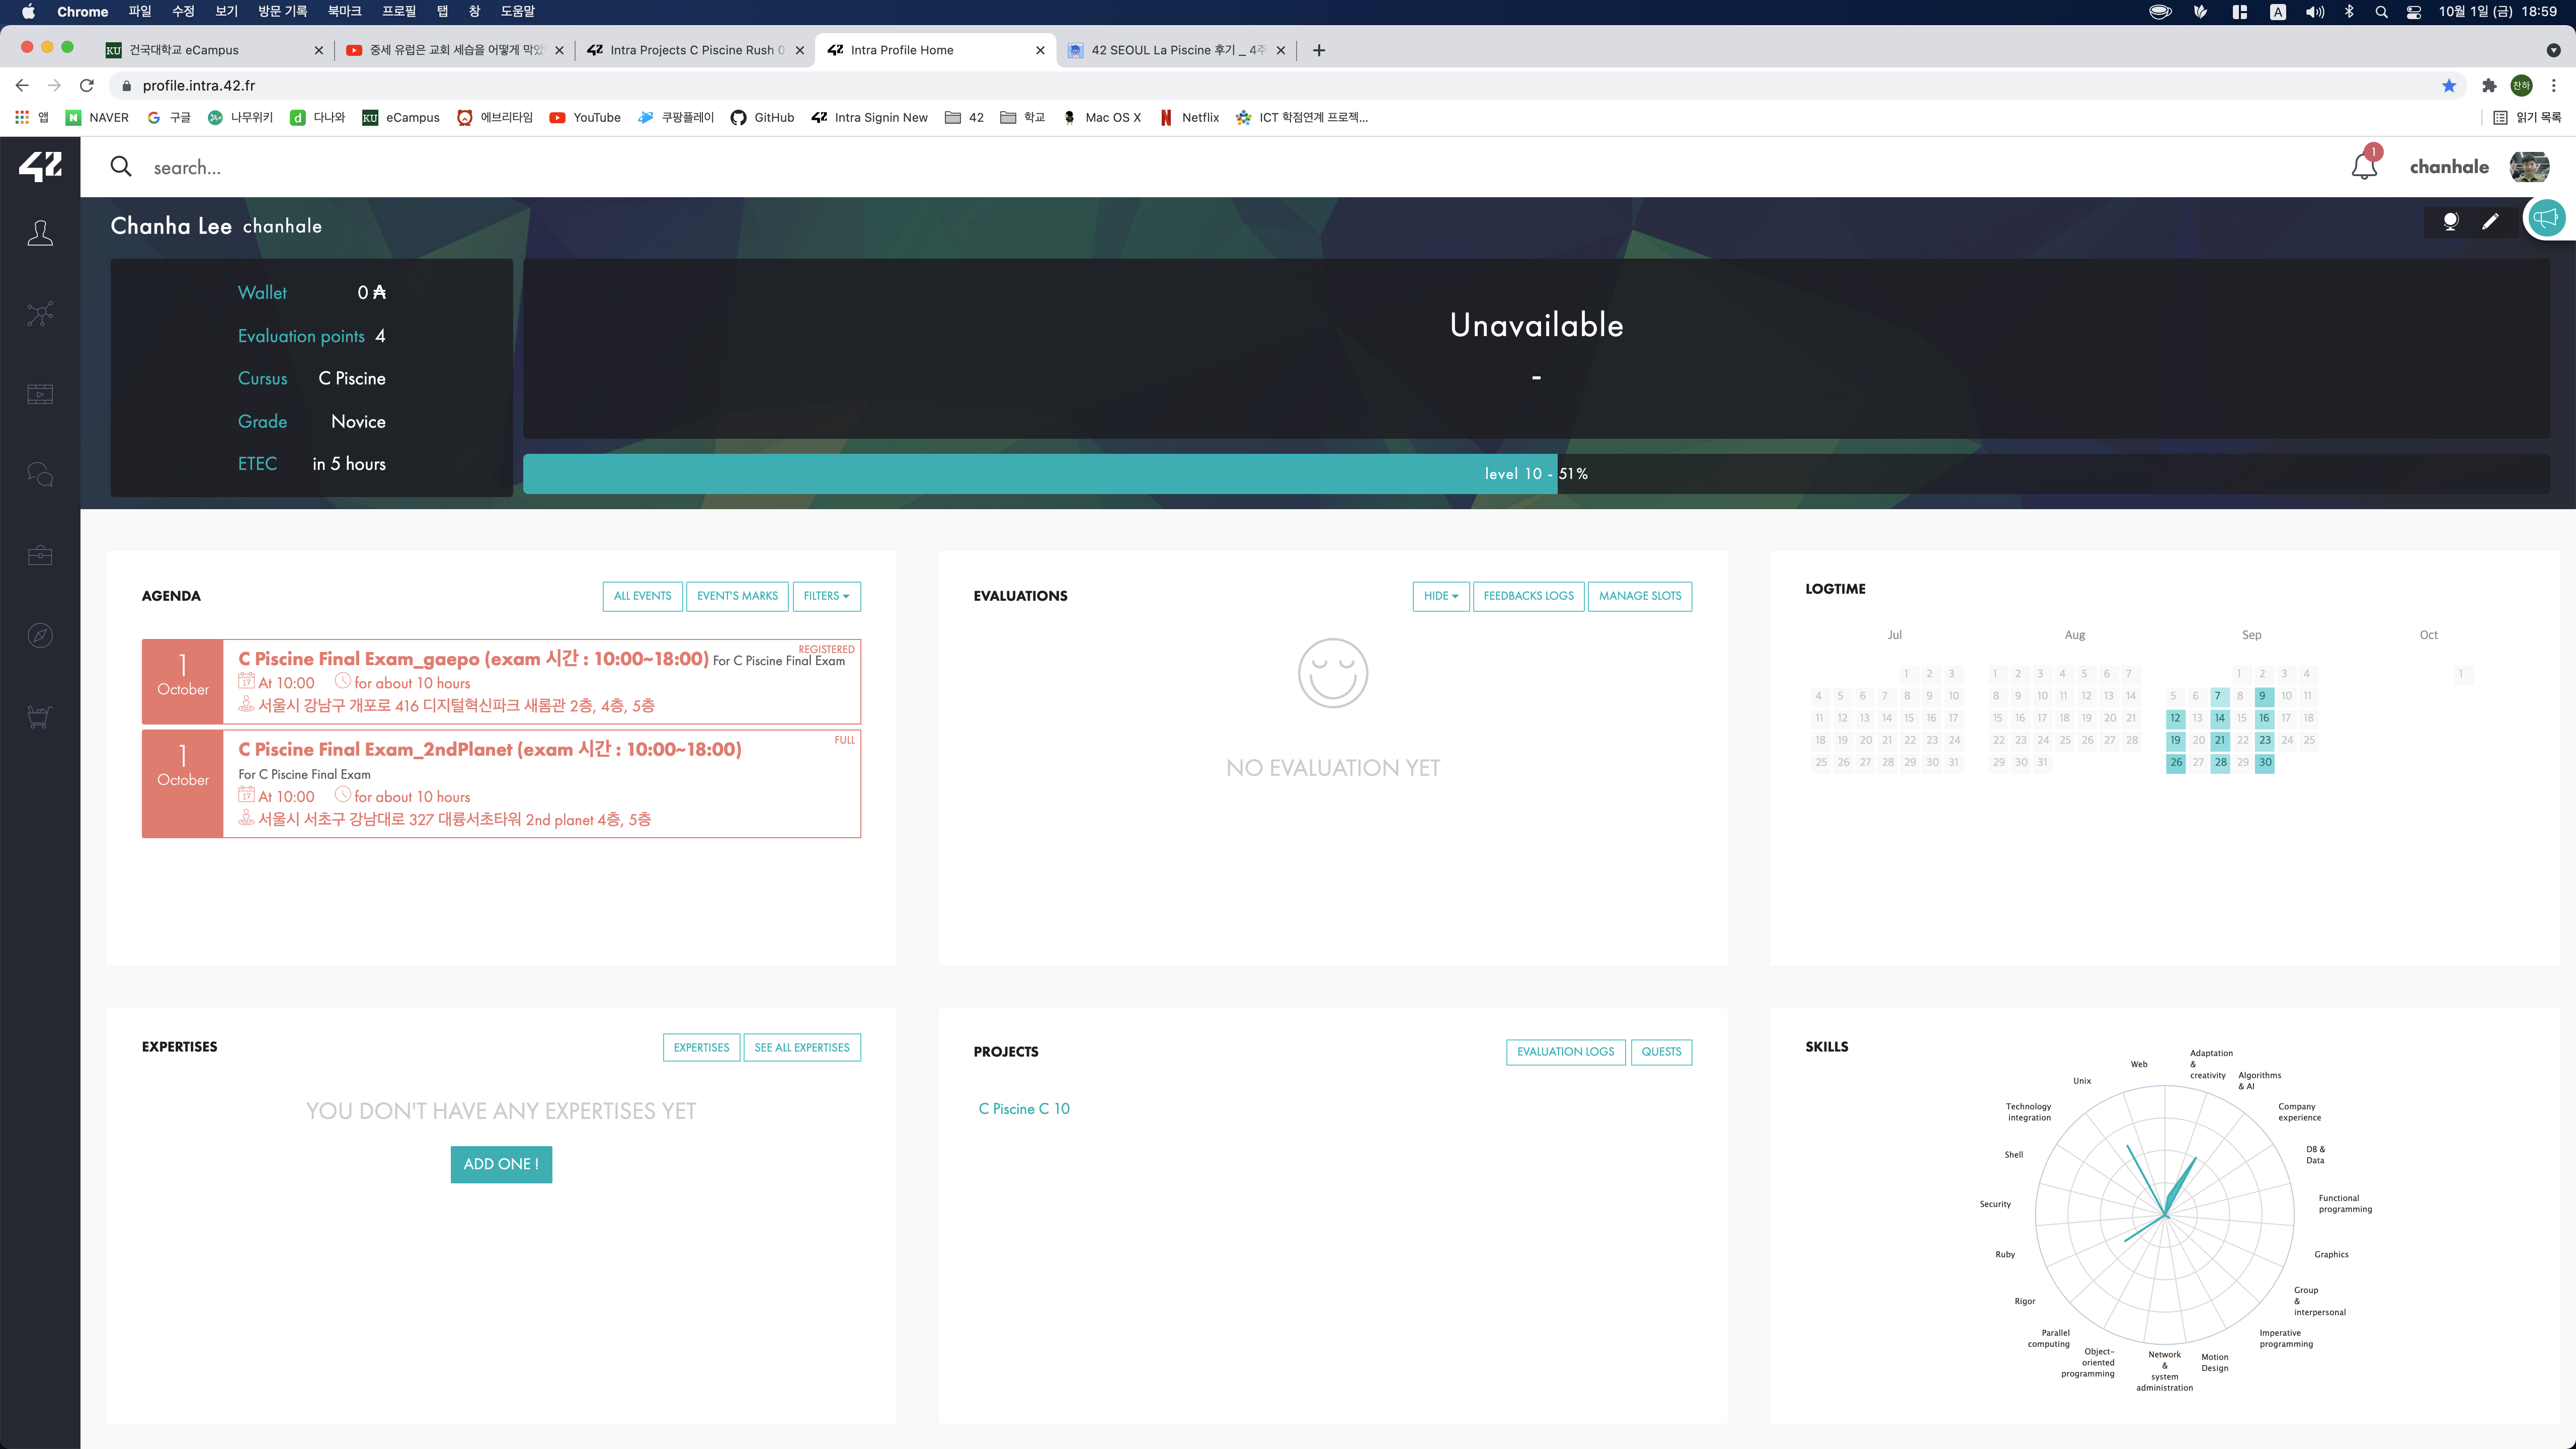 Chrome 파일 수정 보기 방문 기록 북마크 프로필 탭 창 도움말 A 10월 1일 (금) 18:59
KU 건국대학교 eCampus 중세 유럽은 교회 세습을 어떻게 막았 42 Intra Projects C Piscine Rush 0 42 Intra Profile Home 42 SEOUL La Piscine 후기 _ 4주
profile.intra.42.fr 찬하
앱 N NAVER G 구글 나무위키 d 다나와 KU eCampus 에브리타임 YouTube 쿠팡플레이 GitHub 42 Intra Signin New 42 학교 Mac OS X N Netflix ICT 학점연계 프로젝... 읽기 목록
42 search... 1 chanhale
Chanha Lee chanhale
Wallet 0 ₳
Evaluation points 4
Cursus C Piscine
Grade Novice
ETEC in 5 hours
Unavailable
-
level 10 - 51%
AGENDA ALL EVENTS EVENT'S MARKS FILTERS
1 October
REGISTERED
C Piscine Final Exam_gaepo (exam 시간 : 10:00~18:00) For C Piscine Final Exam
17 At 10:00 for about 10 hours
서울시 강남구 개포로 416 디지털혁신파크 새롬관 2층, 4층, 5층
1 October
FULL
C Piscine Final Exam_2ndPlanet (exam 시간 : 10:00~18:00)
For C Piscine Final Exam
17 At 10:00 for about 10 hours
서울시 서초구 강남대로 327 대륭서초타워 2nd planet 4층, 5층
EVALUATIONS HIDE FEEDBACKS LOGS MANAGE SLOTS
NO EVALUATION YET
LOGTIME
Jul Aug Sep Oct
1 2 3 1 2 3 4 5 6 7 1 2 3 4 1
4 5 6 7 8 9 10 8 9 10 11 12 13 14 5 6 7 8 9 10 11
11 12 13 14 15 16 17 15 16 17 18 19 20 21 12 13 14 15 16 17 18
18 19 20 21 22 23 24 22 23 24 25 26 27 28 19 20 21 22 23 24 25
25 26 27 28 29 30 31 29 30 31 26 27 28 29 30
EXPERTISES EXPERTISES SEE ALL EXPERTISES
YOU DON'T HAVE ANY EXPERTISES YET
ADD ONE !
PROJECTS EVALUATION LOGS QUESTS
C Piscine C 10
SKILLS
Adaptation & creativity
Algorithms & AI
Company experience
DB & Data
Functional programming
Graphics
Group & interpersonal
Imperative programming
Motion Design
Network & system administration
Object-oriented programming
Parallel computing
Rigor
Ruby
Security
Shell
Technology integration
Unix
Web